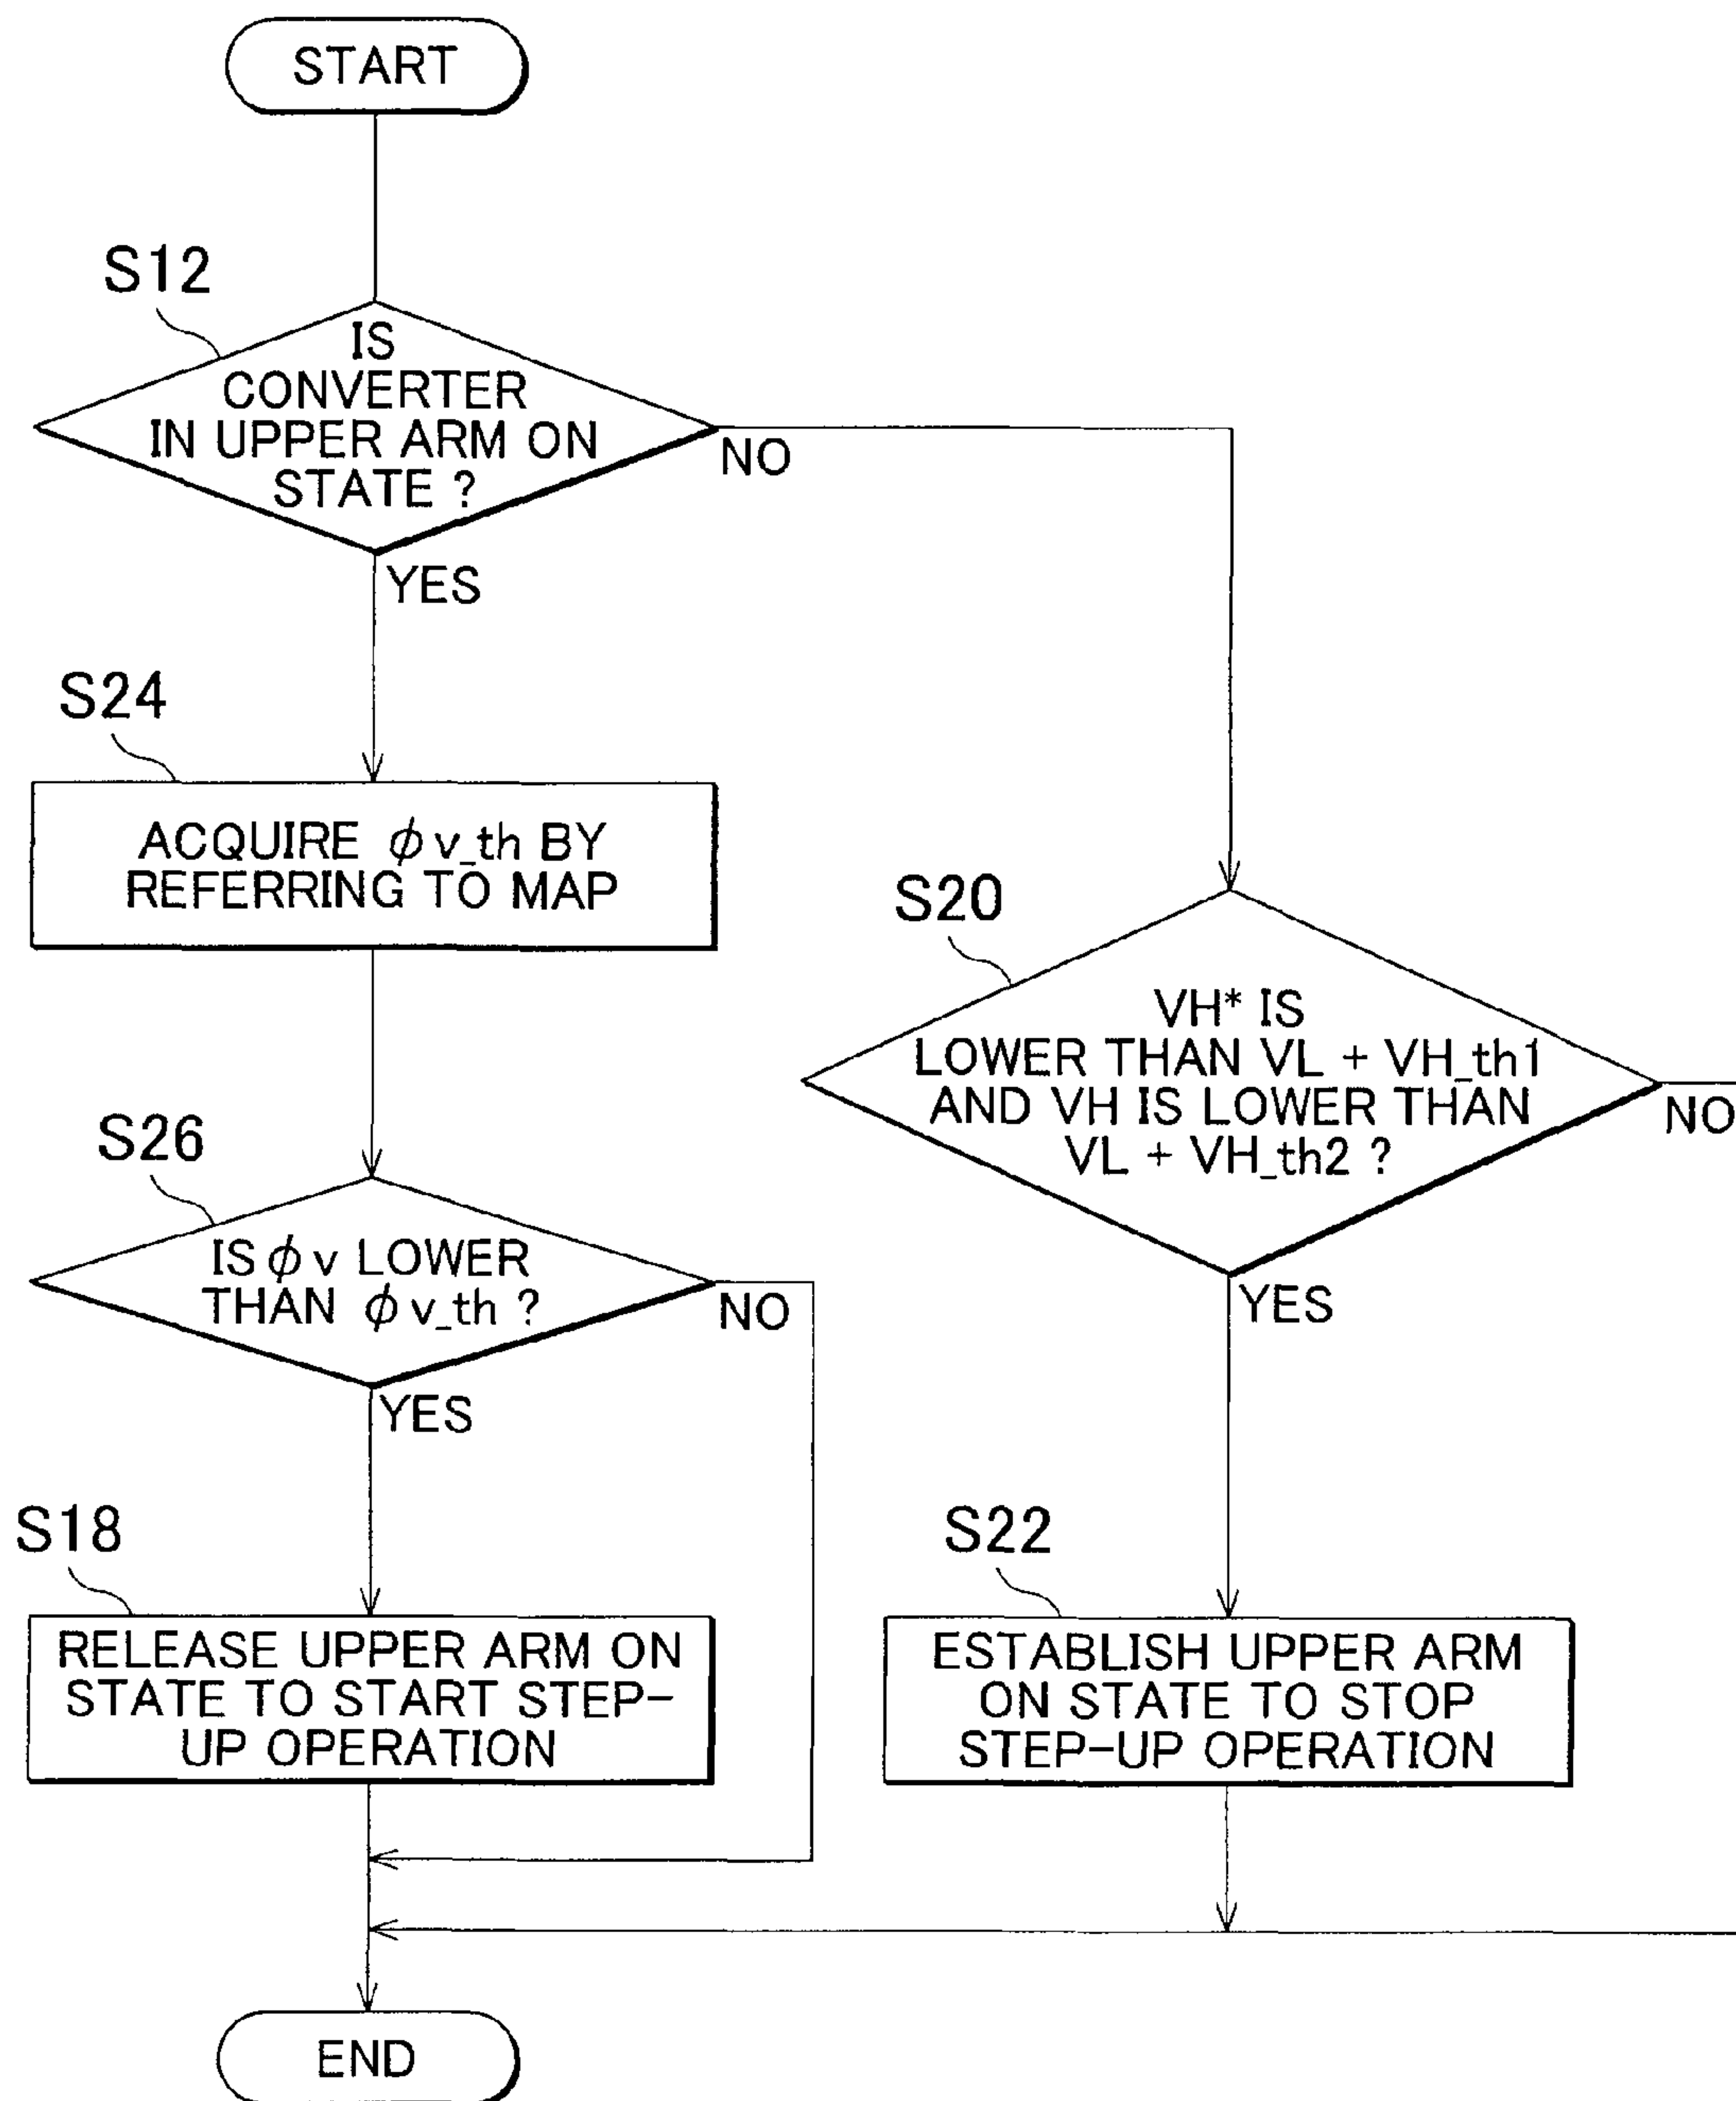 START
S12
IS
CONVERTER
IN UPPER ARM ON
STATE ?
NO
YES
S24
ACQUIRE ϕv_th BY
REFERRING TO MAP
S20
VH* IS
LOWER THAN VL + VH_th1
AND VH IS LOWER THAN
VL + VH_th2 ?
NO
YES
S26
IS ϕv LOWER
THAN ϕv_th ?
NO
YES
S18
RELEASE UPPER ARM ON
STATE TO START STEP-
UP OPERATION
S22
ESTABLISH UPPER ARM
ON STATE TO STOP
STEP-UP OPERATION
END